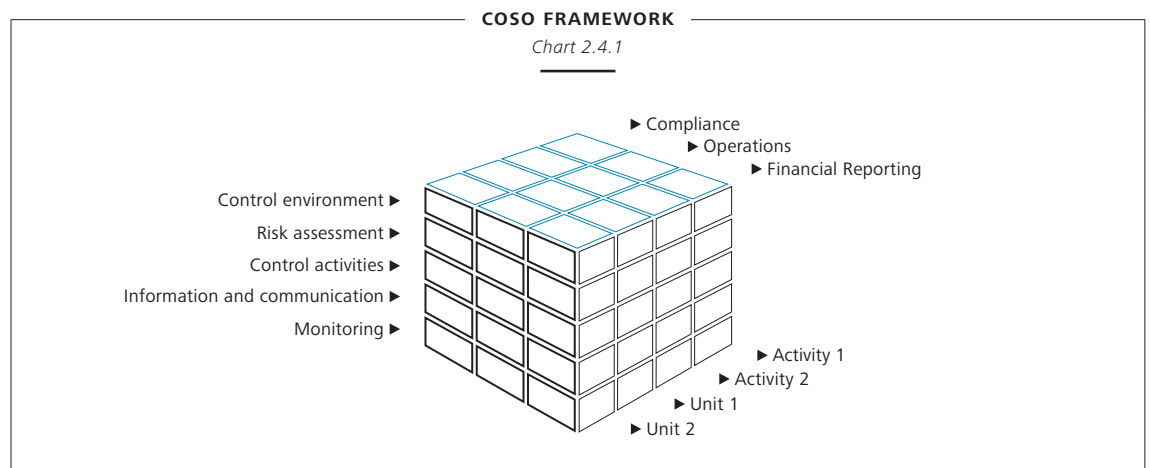 COSO FRAMEWORK
Chart 2.4.1
▶ Compliance
▶ Operations
▶ Financial Reporting
Control environment ▶
Risk assessment ▶
Control activities ▶
Information and communication ▶
Monitoring ▶
▶ Activity 1
▶ Activity 2
▶ Unit 1
▶ Unit 2